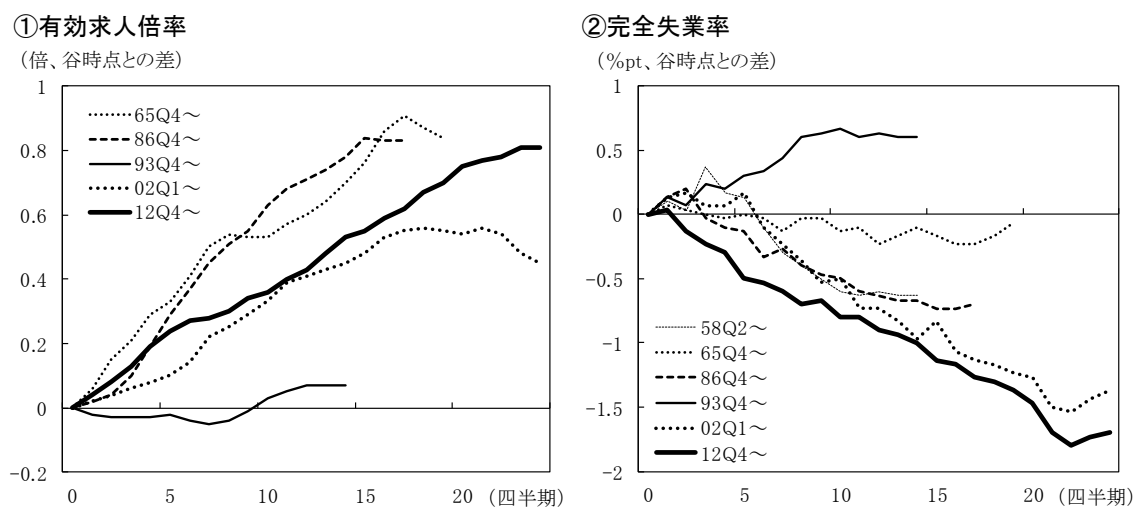 ①有効求人倍率
（倍、谷時点との差）
1
0.8
0.6
0.4
0.2
0
-0.2
65Q4～
86Q4～
93Q4～
02Q1～
12Q4～
0 5 10 15 20 （四半期）
②完全失業率
（%pt、谷時点との差）
1
0.5
0
-0.5
-1
-1.5
-2
58Q2～
65Q4～
86Q4～
93Q4～
02Q1～
12Q4～
0 5 10 15 20 （四半期）